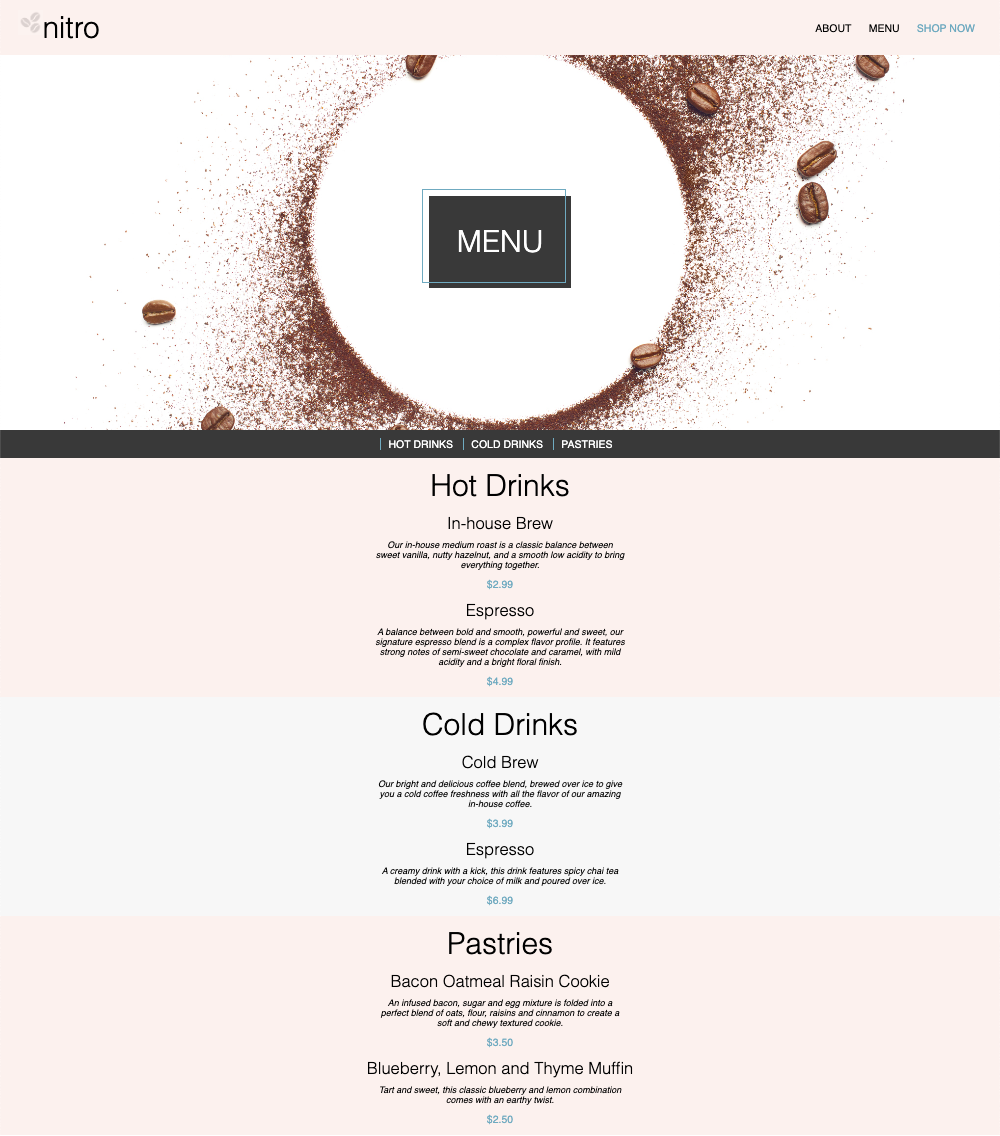 nitro
ABOUT MENU SHOP NOW
MENU
HOT DRINKS COLD DRINKS PASTRIES
Hot Drinks
In-house Brew
Our in-house medium roast is a classic balance between
sweet vanilla, nutty hazelnut, and a smooth low acidity to bring
everything together.
$2.99
Espresso
A balance between bold and smooth, powerful and sweet, our
signature espresso blend is a complex flavor profile. It features
strong notes of semi-sweet chocolate and caramel, with mild
acidity and a bright floral finish.
$4.99
Cold Drinks
Cold Brew
Our bright and delicious coffee blend, brewed over ice to give
you a cold coffee freshness with all the flavor of our amazing
in-house coffee.
$3.99
Espresso
A creamy drink with a kick, this drink features spicy chai tea
blended with your choice of milk and poured over ice.
$6.99
Pastries
Bacon Oatmeal Raisin Cookie
An infused bacon, sugar and egg mixture is folded into a
perfect blend of oats, flour, raisins and cinnamon to create a
soft and chewy textured cookie.
$3.50
Blueberry, Lemon and Thyme Muffin
Tart and sweet, this classic blueberry and lemon combination
comes with an earthy twist.
$2.50